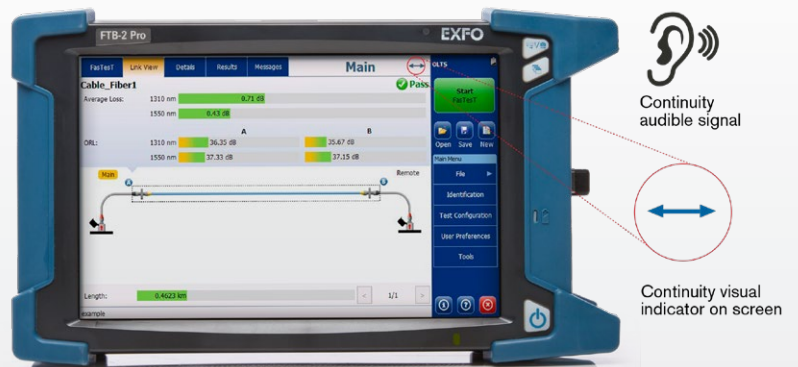 FTB-2 Pro
EXFO
FasTesT Link View Details Results Messages Main OLTS
Cable_Fiber1 Pass
Average Loss: 1310 nm 0.71 dB
1550 nm 0.43 dB
A B
ORL: 1310 nm 36.35 dB 35.67 dB
1550 nm 37.33 dB 37.15 dB
Main Remote
A B
Length: 0.4623 km < 1/1 >
example
Start
FasTesT
Open Save New
Main Menu
File
Identification
Test Configuration
User Preferences
Tools
Continuity
audible signal
Continuity visual
indicator on screen